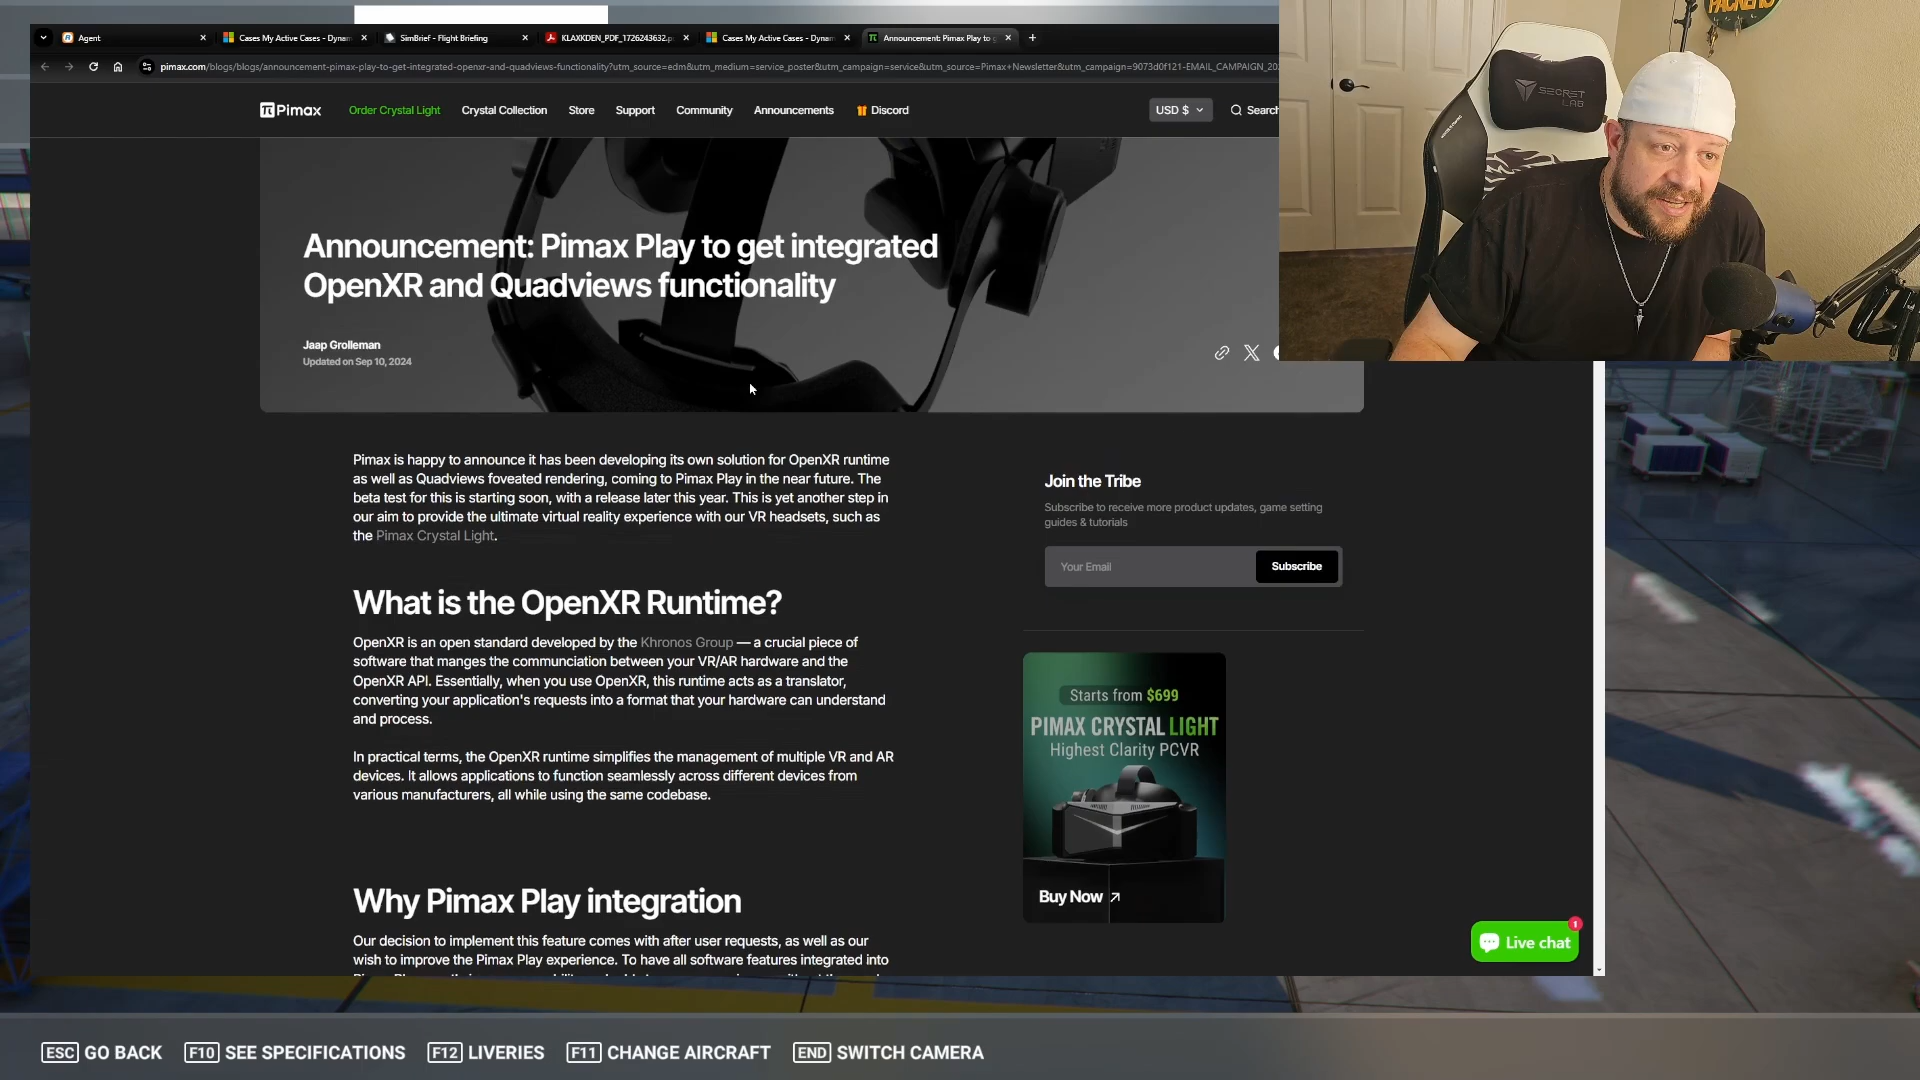 Agent
Cases My Active Cases - Dynam
SimBrief - Flight Briefing
KLAXKDEN_PDF_1726243632.p
Cases My Active Cases - Dynam
Announcement: Pimax Play to g
pimax.com/blogs/blogs/announcement-pimax-play-to-get-integrated-openxr-and-quadviews-functionality?utm_source=edm&utm_medium=service_poster&utm_campaign=service&utm_source=Pimax+Newsletter&utm_campaign=9073d0f121-EMAIL_CAMPAIGN_20
Pimax
Order Crystal Light
Crystal Collection
Store
Support
Community
Announcements
Discord
USD $
Search
PACKERS
SECRET
LAB
Announcement: Pimax Play to get integrated
OpenXR and Quadviews functionality
Jaap Grolleman
Updated on Sep 10, 2024
Pimax is happy to announce it has been developing its own solution for OpenXR runtime
as well as Quadviews foveated rendering, coming to Pimax Play in the near future. The
beta test for this is starting soon, with a release later this year. This is yet another step in
our aim to provide the ultimate virtual reality experience with our VR headsets, such as
the Pimax Crystal Light.
What is the OpenXR Runtime?
OpenXR is an open standard developed by the Khronos Group — a crucial piece of
software that manges the communciation between your VR/AR hardware and the
OpenXR API. Essentially, when you use OpenXR, this runtime acts as a translator,
converting your application's requests into a format that your hardware can understand
and process.
In practical terms, the OpenXR runtime simplifies the management of multiple VR and AR
devices. It allows applications to function seamlessly across different devices from
various manufacturers, all while using the same codebase.
Why Pimax Play integration
Our decision to implement this feature comes with after user requests, as well as our
wish to improve the Pimax Play experience. To have all software features integrated into
Join the Tribe
Subscribe to receive more product updates, game setting
guides & tutorials
Your Email
Subscribe
Starts from $699
PIMAX CRYSTAL LIGHT
Highest Clarity PCVR
Buy Now
1
Live chat
ESC GO BACK
F10 SEE SPECIFICATIONS
F12 LIVERIES
F11 CHANGE AIRCRAFT
END SWITCH CAMERA